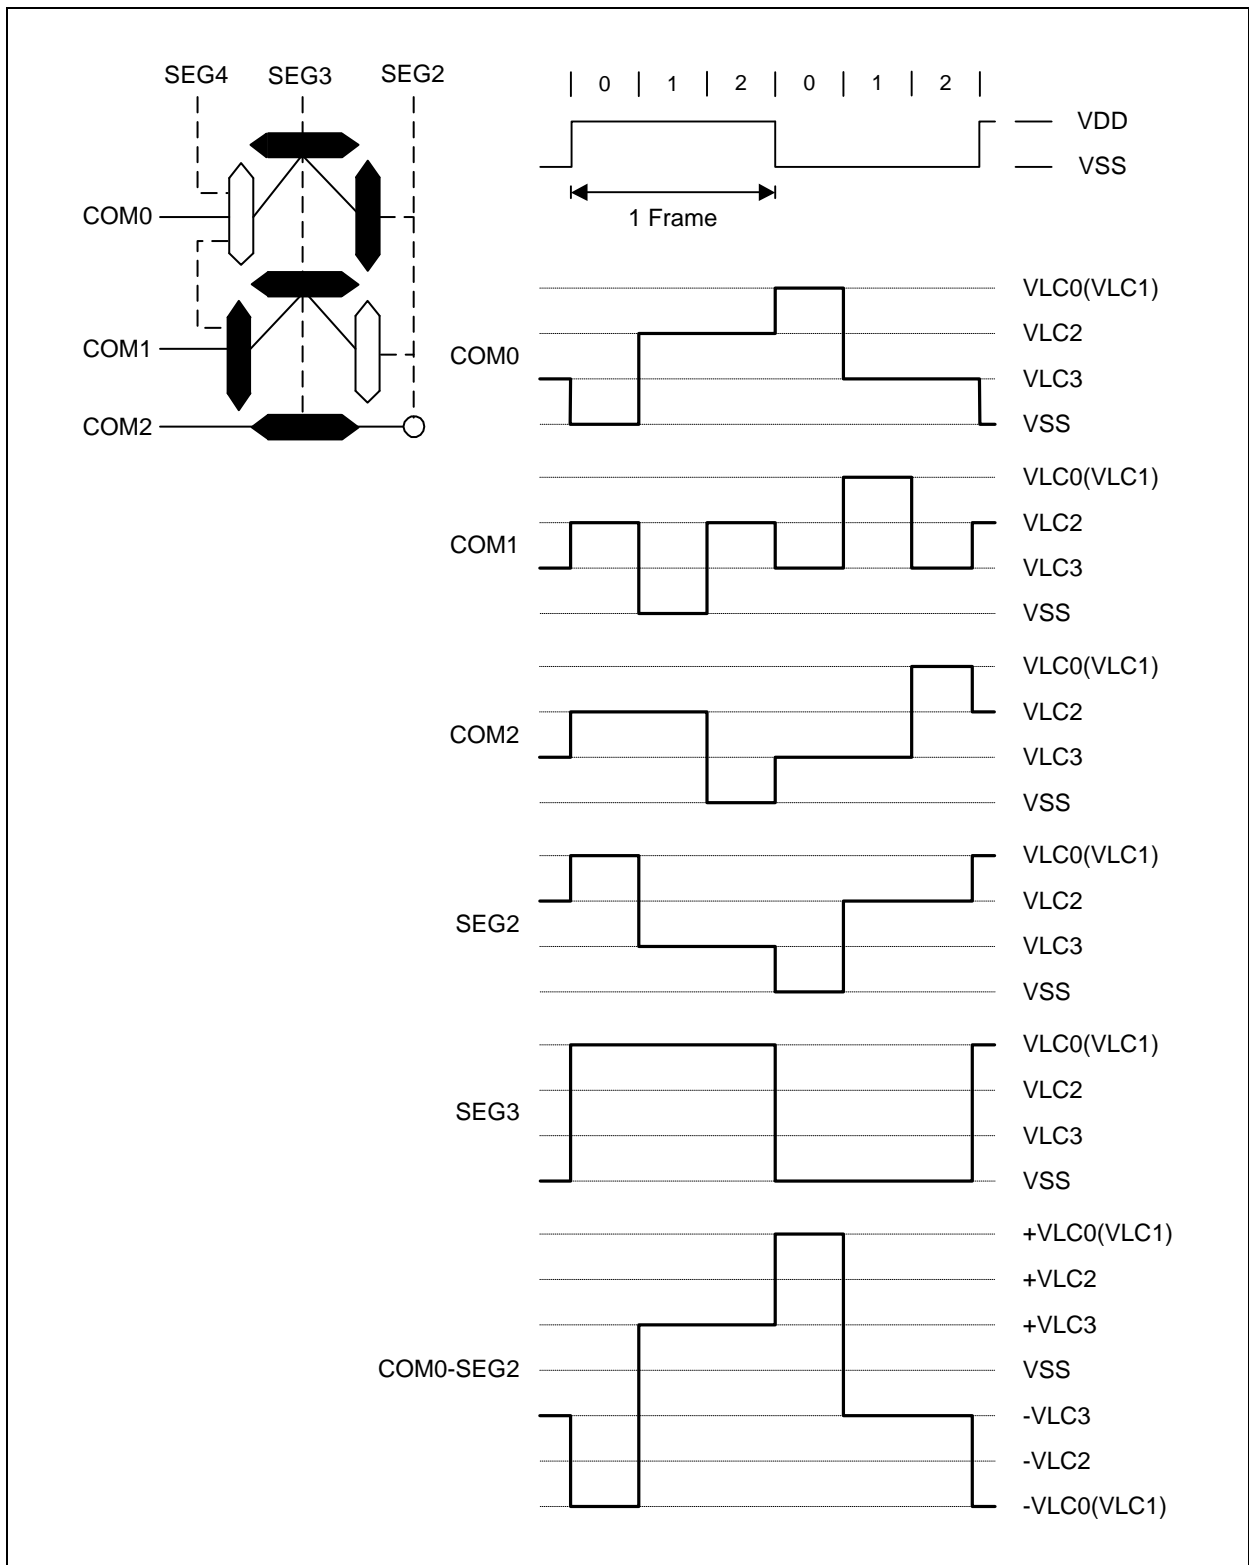 SEG4 SEG3 SEG2
0 1 2 0 1 2
VDD
VSS
1 Frame
COM0
COM1
COM2
COM0
VLC0(VLC1)
VLC2
VLC3
VSS
COM1
VLC0(VLC1)
VLC2
VLC3
VSS
COM2
VLC0(VLC1)
VLC2
VLC3
VSS
SEG2
VLC0(VLC1)
VLC2
VLC3
VSS
SEG3
VLC0(VLC1)
VLC2
VLC3
VSS
COM0-SEG2
+VLC0(VLC1)
+VLC2
+VLC3
VSS
-VLC3
-VLC2
-VLC0(VLC1)